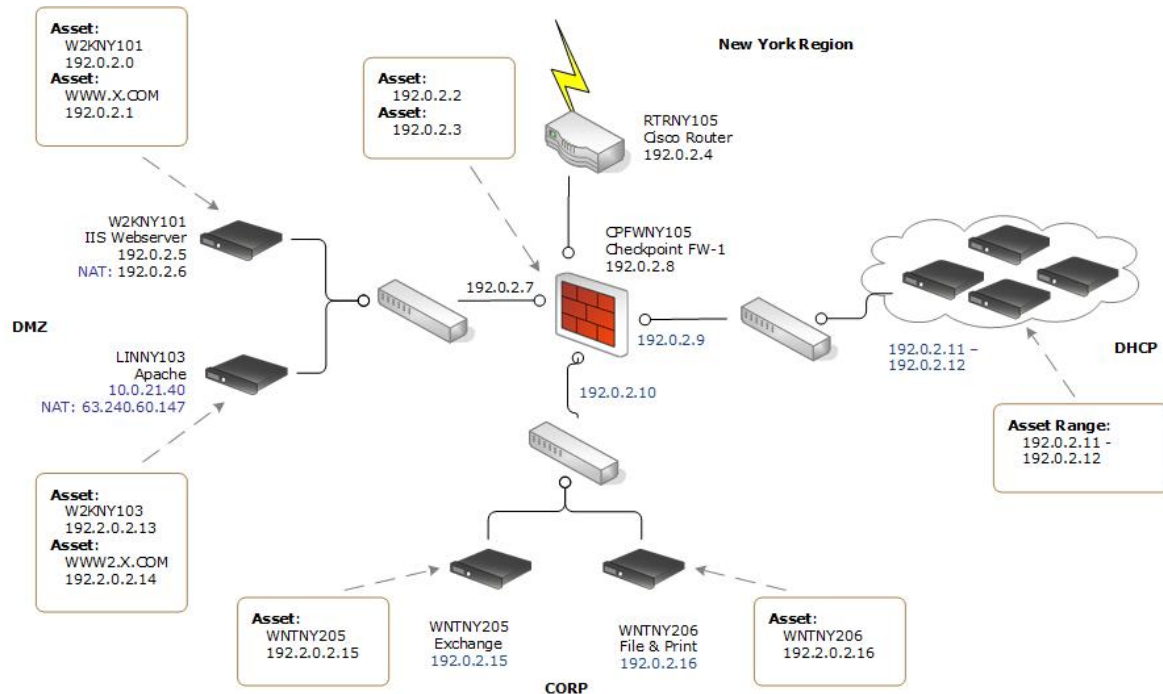 New York Region
Asset:
W2KNY101
192.0.2.0
Asset:
WWW.X.COM
192.0.2.1
Asset:
192.0.2.2
Asset:
192.0.2.3
RTRNY105
Cisco Router
192.0.2.4
W2KNY101
IIS Webserver
192.0.2.5
NAT: 192.0.2.6
192.0.2.7
CPFWNY105
Checkpoint FW-1
192.0.2.8
192.0.2.9
192.0.2.11 –
192.0.2.12
DHCP
DMZ
LINNY103
Apache
10.0.21.40
NAT: 63.240.60.147
192.0.2.10
Asset Range:
192.0.2.11 -
192.0.2.12
Asset:
W2KNY103
192.2.0.2.13
Asset:
WWW2.X.COM
192.2.0.2.14
Asset:
WNTNY205
192.2.0.2.15
WNTNY205
Exchange
192.0.2.15
WNTNY206
File & Print
192.0.2.16
Asset:
WNTNY206
192.2.0.2.16
CORP